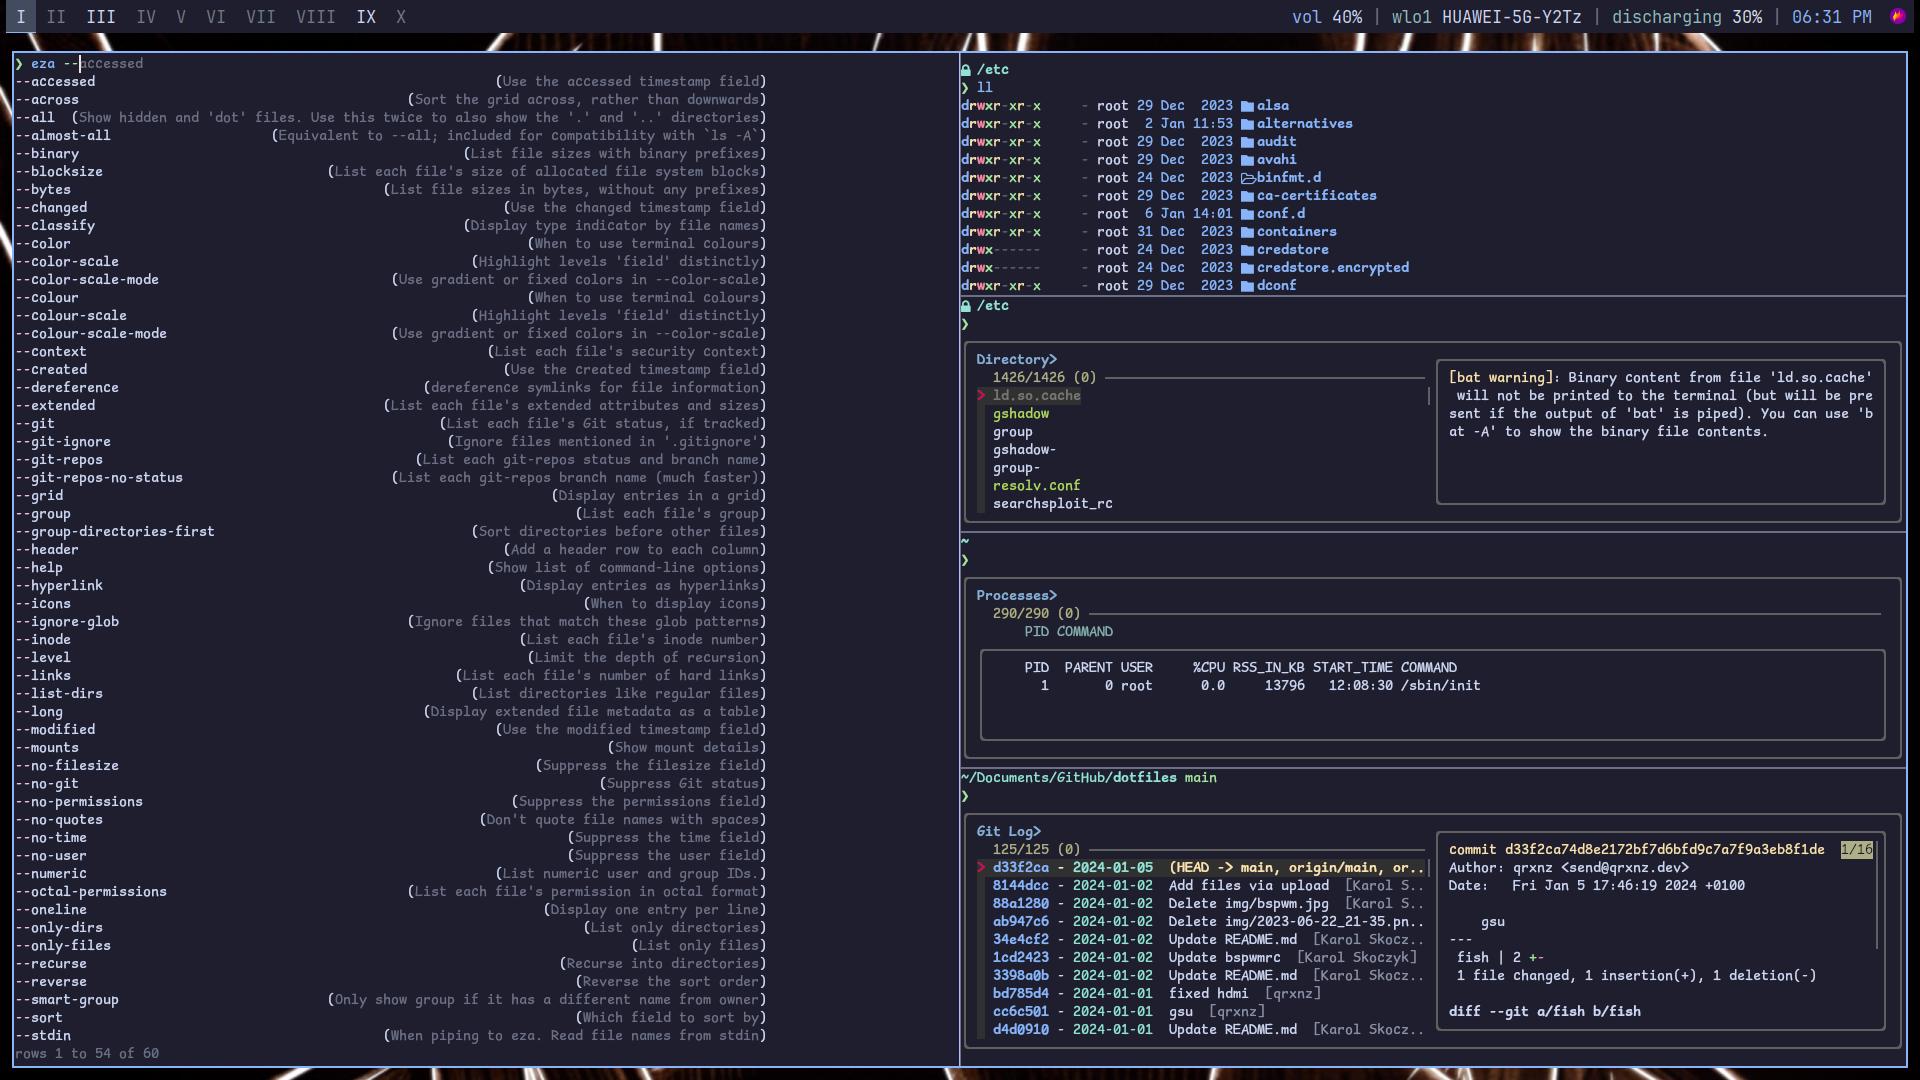 I II III IV V VI VII VIII IX X
vol 40% | wlo1 HUAWEI-5G-Y2Tz | discharging 30% | 06:31 PM
❯ eza --accessed
--accessed (Use the accessed timestamp field)
--across (Sort the grid across, rather than downwards)
--all (Show hidden and 'dot' files. Use this twice to also show the '.' and '..' directories)
--almost-all (Equivalent to --all; included for compatibility with `ls -A`)
--binary (List file sizes with binary prefixes)
--blocksize (List each file's size of allocated file system blocks)
--bytes (List file sizes in bytes, without any prefixes)
--changed (Use the changed timestamp field)
--classify (Display type indicator by file names)
--color (When to use terminal colours)
--color-scale (Highlight levels 'field' distinctly)
--color-scale-mode (Use gradient or fixed colors in --color-scale)
--colour (When to use terminal colours)
--colour-scale (Highlight levels 'field' distinctly)
--colour-scale-mode (Use gradient or fixed colors in --color-scale)
--context (List each file's security context)
--created (Use the created timestamp field)
--dereference (dereference symlinks for file information)
--extended (List each file's extended attributes and sizes)
--git (List each file's Git status, if tracked)
--git-ignore (Ignore files mentioned in '.gitignore')
--git-repos (List each git-repos status and branch name)
--git-repos-no-status (List each git-repos branch name (much faster))
--grid (Display entries in a grid)
--group (List each file's group)
--group-directories-first (Sort directories before other files)
--header (Add a header row to each column)
--help (Show list of command-line options)
--hyperlink (Display entries as hyperlinks)
--icons (When to display icons)
--ignore-glob (Ignore files that match these glob patterns)
--inode (List each file's inode number)
--level (Limit the depth of recursion)
--links (List each file's number of hard links)
--list-dirs (List directories like regular files)
--long (Display extended file metadata as a table)
--modified (Use the modified timestamp field)
--mounts (Show mount details)
--no-filesize (Suppress the filesize field)
--no-git (Suppress Git status)
--no-permissions (Suppress the permissions field)
--no-quotes (Don't quote file names with spaces)
--no-time (Suppress the time field)
--no-user (Suppress the user field)
--numeric (List numeric user and group IDs.)
--octal-permissions (List each file's permission in octal format)
--oneline (Display one entry per line)
--only-dirs (List only directories)
--only-files (List only files)
--recurse (Recurse into directories)
--reverse (Reverse the sort order)
--smart-group (Only show group if it has a different name from owner)
--sort (Which field to sort by)
--stdin (When piping to eza. Read file names from stdin)
rows 1 to 54 of 60
/etc
❯ ll
drwxr-xr-x - root 29 Dec 2023 alsa
drwxr-xr-x - root 2 Jan 11:53 alternatives
drwxr-xr-x - root 29 Dec 2023 audit
drwxr-xr-x - root 29 Dec 2023 avahi
drwxr-xr-x - root 24 Dec 2023 binfmt.d
drwxr-xr-x - root 29 Dec 2023 ca-certificates
drwxr-xr-x - root 6 Jan 14:01 conf.d
drwxr-xr-x - root 31 Dec 2023 containers
drwx------ - root 24 Dec 2023 credstore
drwx------ - root 24 Dec 2023 credstore.encrypted
drwxr-xr-x - root 29 Dec 2023 dconf
/etc
❯
Directory>
1426/1426 (0)
> ld.so.cache
gshadow
group
gshadow-
group-
resolv.conf
searchsploit_rc
[bat warning]: Binary content from file 'ld.so.cache'
will not be printed to the terminal (but will be pre
sent if the output of 'bat' is piped). You can use 'b
at -A' to show the binary file contents.
~
❯
Processes>
290/290 (0)
PID COMMAND
PID PARENT USER %CPU RSS_IN_KB START_TIME COMMAND
1 0 root 0.0 13796 12:08:30 /sbin/init
~/Documents/GitHub/dotfiles main
❯
Git Log>
125/125 (0)
> d33f2ca - 2024-01-05 (HEAD -> main, origin/main, or..
8144dcc - 2024-01-02 Add files via upload [Karol S..
88a1280 - 2024-01-02 Delete img/bspwm.jpg [Karol S..
ab947c6 - 2024-01-02 Delete img/2023-06-22_21-35.pn..
34e4cf2 - 2024-01-02 Update README.md [Karol Skocz..
1cd2423 - 2024-01-02 Update bspwmrc [Karol Skoczyk]
3398a0b - 2024-01-02 Update README.md [Karol Skocz..
bd785d4 - 2024-01-01 fixed hdmi [qrxnz]
cc6c501 - 2024-01-01 gsu [qrxnz]
d4d0910 - 2024-01-01 Update README.md [Karol Skocz..
commit d33f2ca74d8e2172bf7d6bfd9c7a7f9a3eb8f1de 1/16
Author: qrxnz <send@qrxnz.dev>
Date: Fri Jan 5 17:46:19 2024 +0100
gsu
---
fish | 2 +-
1 file changed, 1 insertion(+), 1 deletion(-)
diff --git a/fish b/fish